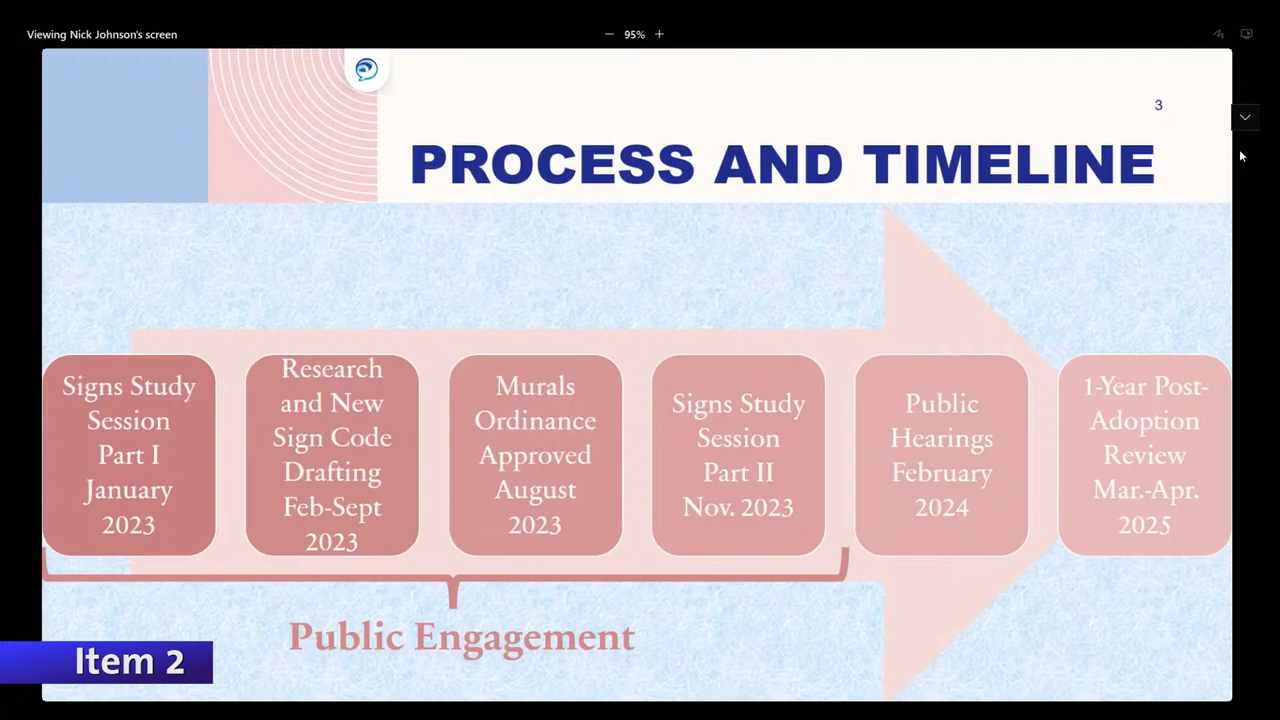 Viewing Nick Johnson's screen
95%
3
PROCESS AND TIMELINE
Signs Study
Session
Part I
January
2023
Research
and New
Sign Code
Drafting
Feb-Sept
2023
Murals
Ordinance
Approved
August
2023
Signs Study
Session
Part II
Nov. 2023
Public
Hearings
February
2024
1-Year Post-
Adoption
Review
Mar.-Apr.
2025
Public Engagement
Item 2